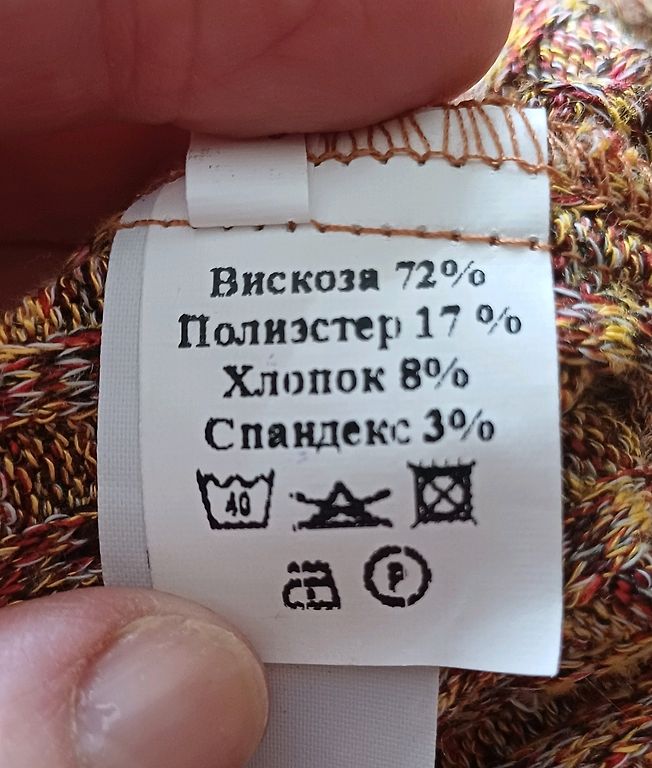 Вискоза 72%
Полиэстер 17 %
Хлопок 8%
Спандекс 3%
40
P